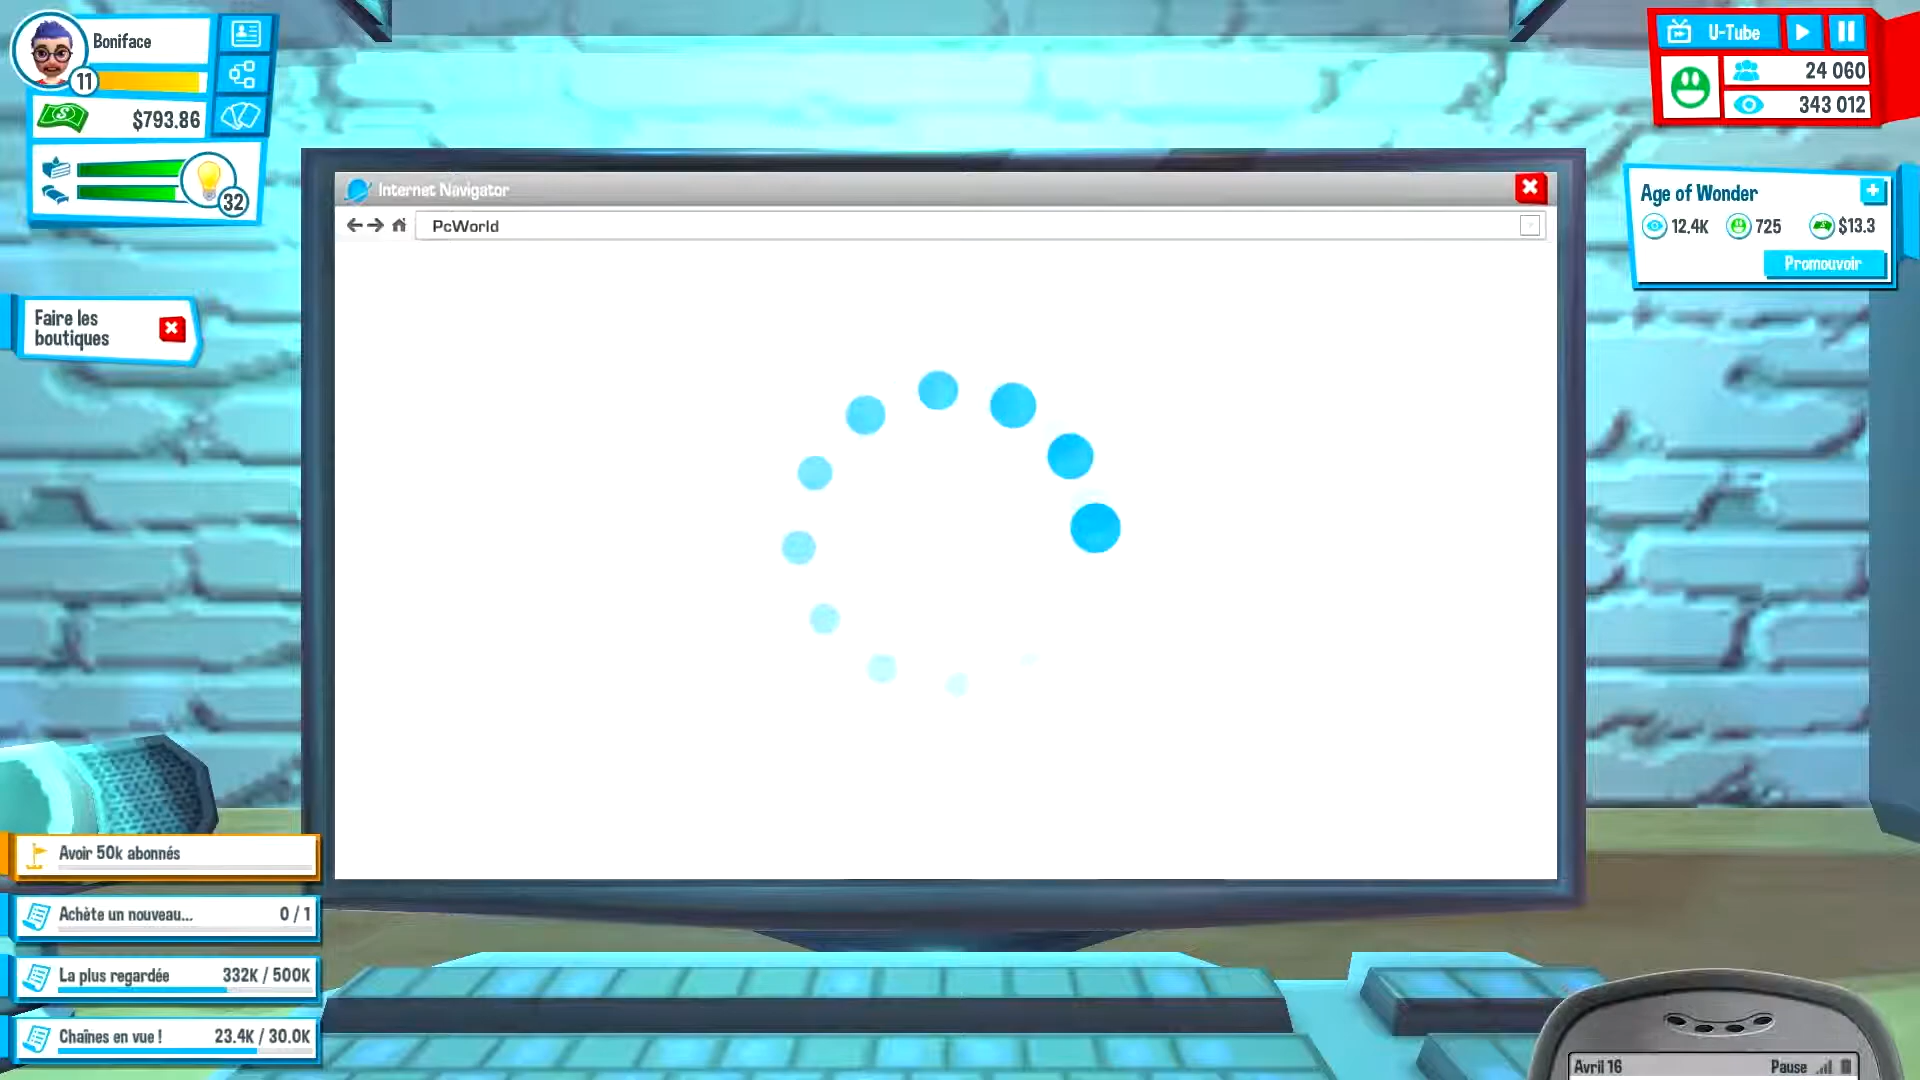 Boniface
11
$793.86
32
Faire les
boutiques
Internet Navigator
PcWorld
U-Tube
24 060
343 012
Age of Wonder
12.4K 725 $13.3
Promouvoir
Avoir 50k abonnés
Achète un nouveau... 0 / 1
La plus regardée 332K / 500K
Chaînes en vue ! 23.4K / 30.0K
Avril 16 Pause